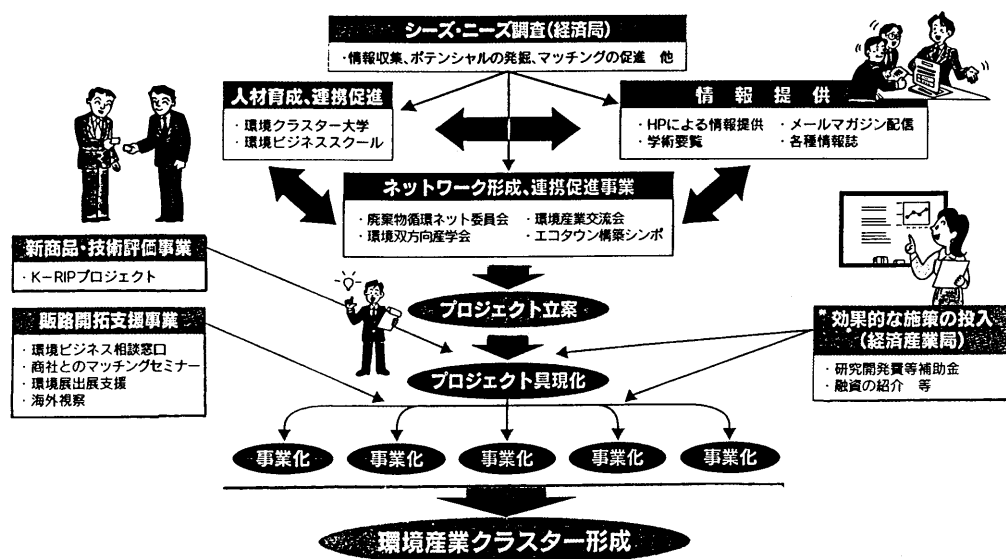 シーズ・ニーズ調査(経済局)
・情報収集、ポテンシャルの発掘、マッチングの促進　他
人材育成、連携促進
・環境クラスター大学
・環境ビジネススクール
情報提供
・HPによる情報提供　・メールマガジン配信
・学術要覧　・各種情報誌
ネットワーク形成、連携促進事業
・廃棄物循環ネット委員会　・環境産業交流会
・環境双方向産学会　・エコタウン構築シンポ
新商品・技術評価事業
・K－RIPプロジェクト
販路開拓支援事業
・環境ビジネス相談窓口
・商社とのマッチングセミナー
・環境展出展支援
・海外視察
プロジェクト立案
効果的な施策の投入
(経済産業局)
・研究開発費等補助金
・融資の紹介　等
プロジェクト具現化
事業化　事業化　事業化　事業化　事業化
環境産業クラスター形成